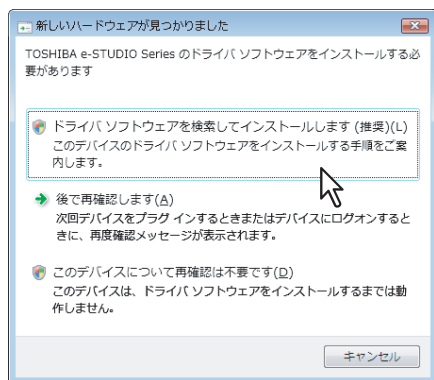 新しいハードウェアが見つかりました
TOSHIBA e-STUDIO Series のドライバ ソフトウェアをインストールする必
要があります
ドライバ ソフトウェアを検索してインストールします (推奨)(L)
このデバイスのドライバ ソフトウェアをインストールする手順をご案
内します。
後で再確認します(A)
次回デバイスをプラグ インするときまたはデバイスにログオンすると
きに、再度確認メッセージが表示されます。
このデバイスについて再確認は不要です(D)
このデバイスは、ドライバ ソフトウェアをインストールするまでは動
作しません。
キャンセル